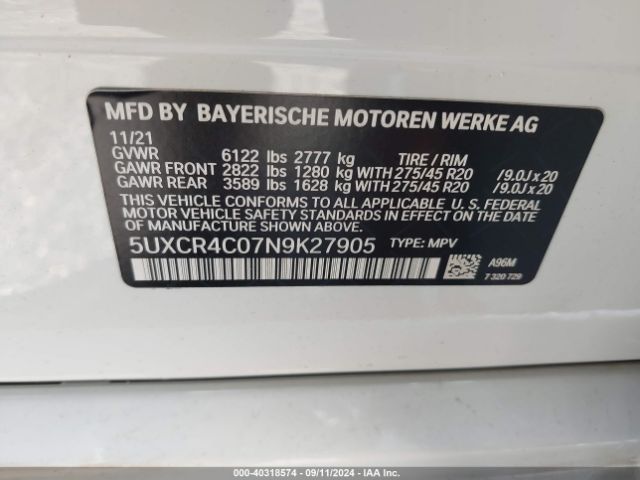 MFD BY BAYERISCHE MOTOREN WERKE AG
11/21
GVWR 6122 lbs 2777 kg TIRE / RIM
GAWR FRONT 2822 lbs 1280 kg WITH 275/45 R20 /9.0J x 20
GAWR REAR 3589 lbs 1628 kg WITH 275/45 R20 /9.0J x 20
THIS VEHICLE CONFORMS TO ALL APPLICABLE U. S. FEDERAL
MOTOR VEHICLE SAFETY STANDARDS IN EFFECT ON THE DATE
OF MANUFACTURE SHOWN ABOVE.
5UXCR4C07N9K27905 TYPE: MPV
A96M
7 320 729
000-40318574 - 09/11/2024 - IAA Inc.